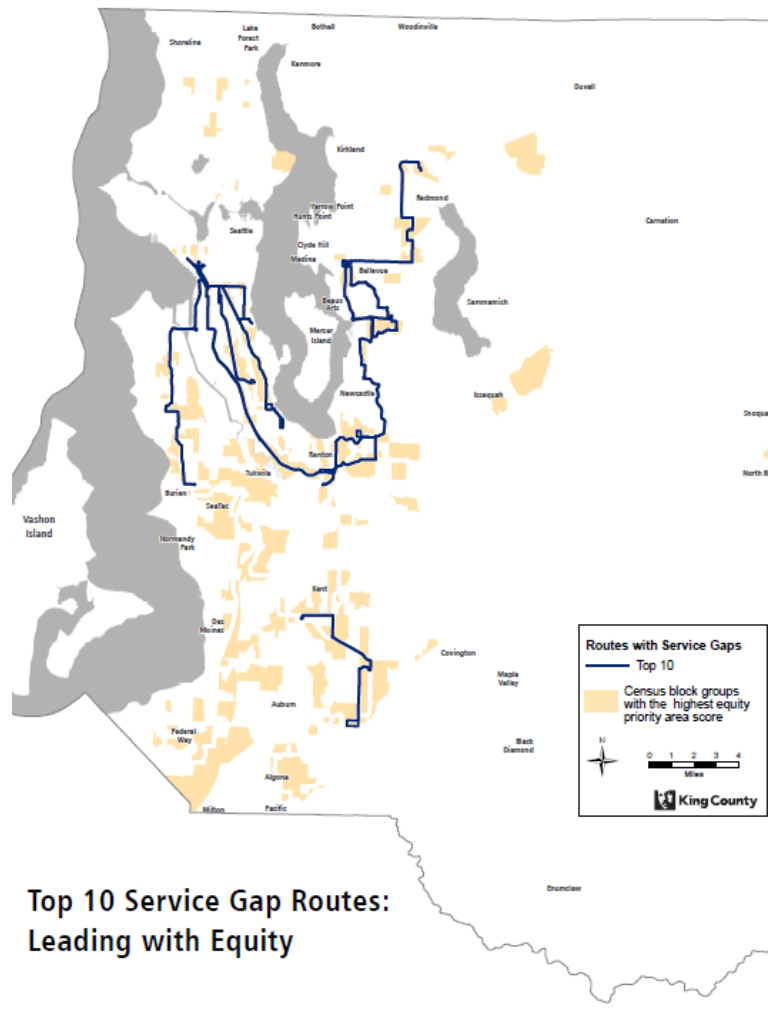 Lake
Forest
Park
Bothell
Woodinville
Shoreline
Kenmore
Duvall
Kirkland
Redmond
Yarrow Point
Hunts Point
Carnation
Seattle
Clyde Hill
Medina
Bellevue
Beaux
Arts
Sammamish
Mercer
Island
Newcastle
Issaquah
Snoqua
Renton
Tukwila
North B
Burien
SeaTac
Vashon
Island
Normandy
Park
Kent
Des
Moines
Covington
Maple
Valley
Auburn
Federal
Way
Black
Diamond
Algona
Milton
Pacific
Enumclaw
Routes with Service Gaps
Top 10
Census block groups
with the highest equity
priority area score
N
0 1 2 3 4
Miles
King County
Top 10 Service Gap Routes:
Leading with Equity